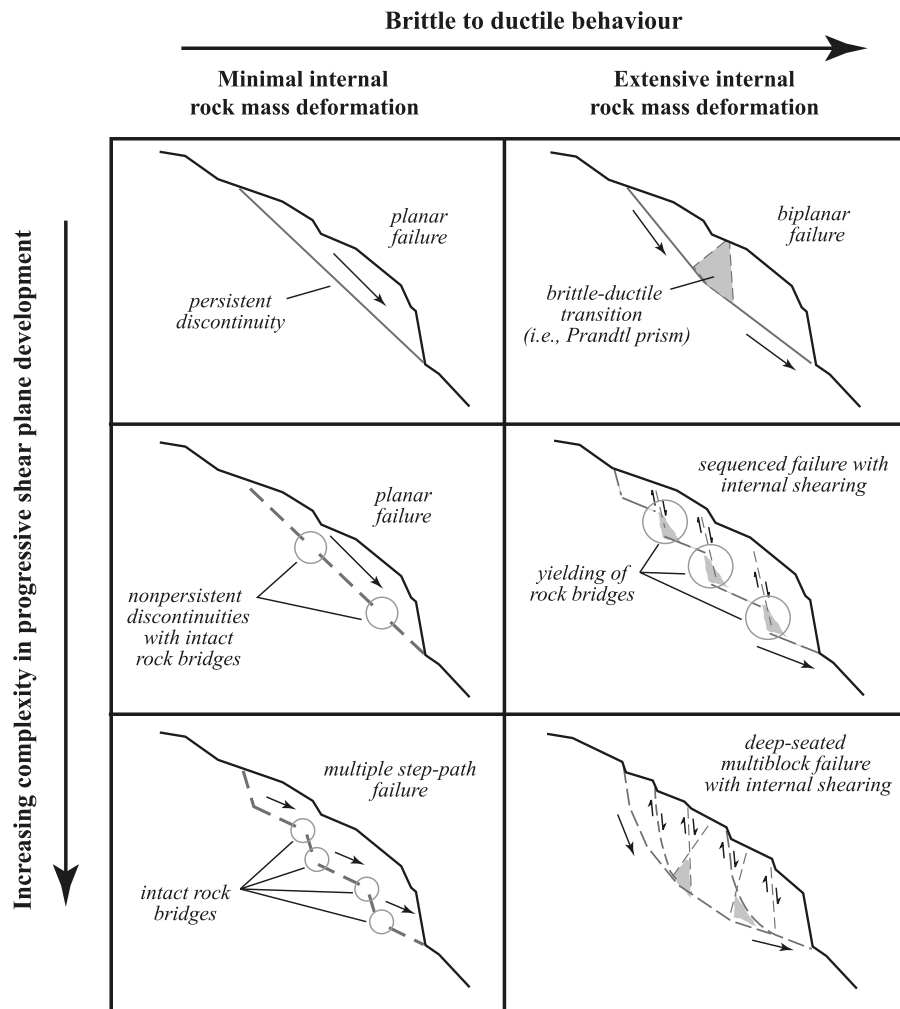 Brittle to ductile behaviour
Minimal internal
rock mass deformation
Extensive internal
rock mass deformation
Increasing complexity in progressive shear plane development
planar
failure
persistent
discontinuity
biplanar
failure
brittle-ductile
transition
(i.e., Prandtl prism)
planar
failure
nonpersistent
discontinuities
with intact
rock bridges
sequenced failure with
internal shearing
yielding of
rock bridges
multiple step-path
failure
intact rock
bridges
deep-seated
multiblock failure
with internal shearing